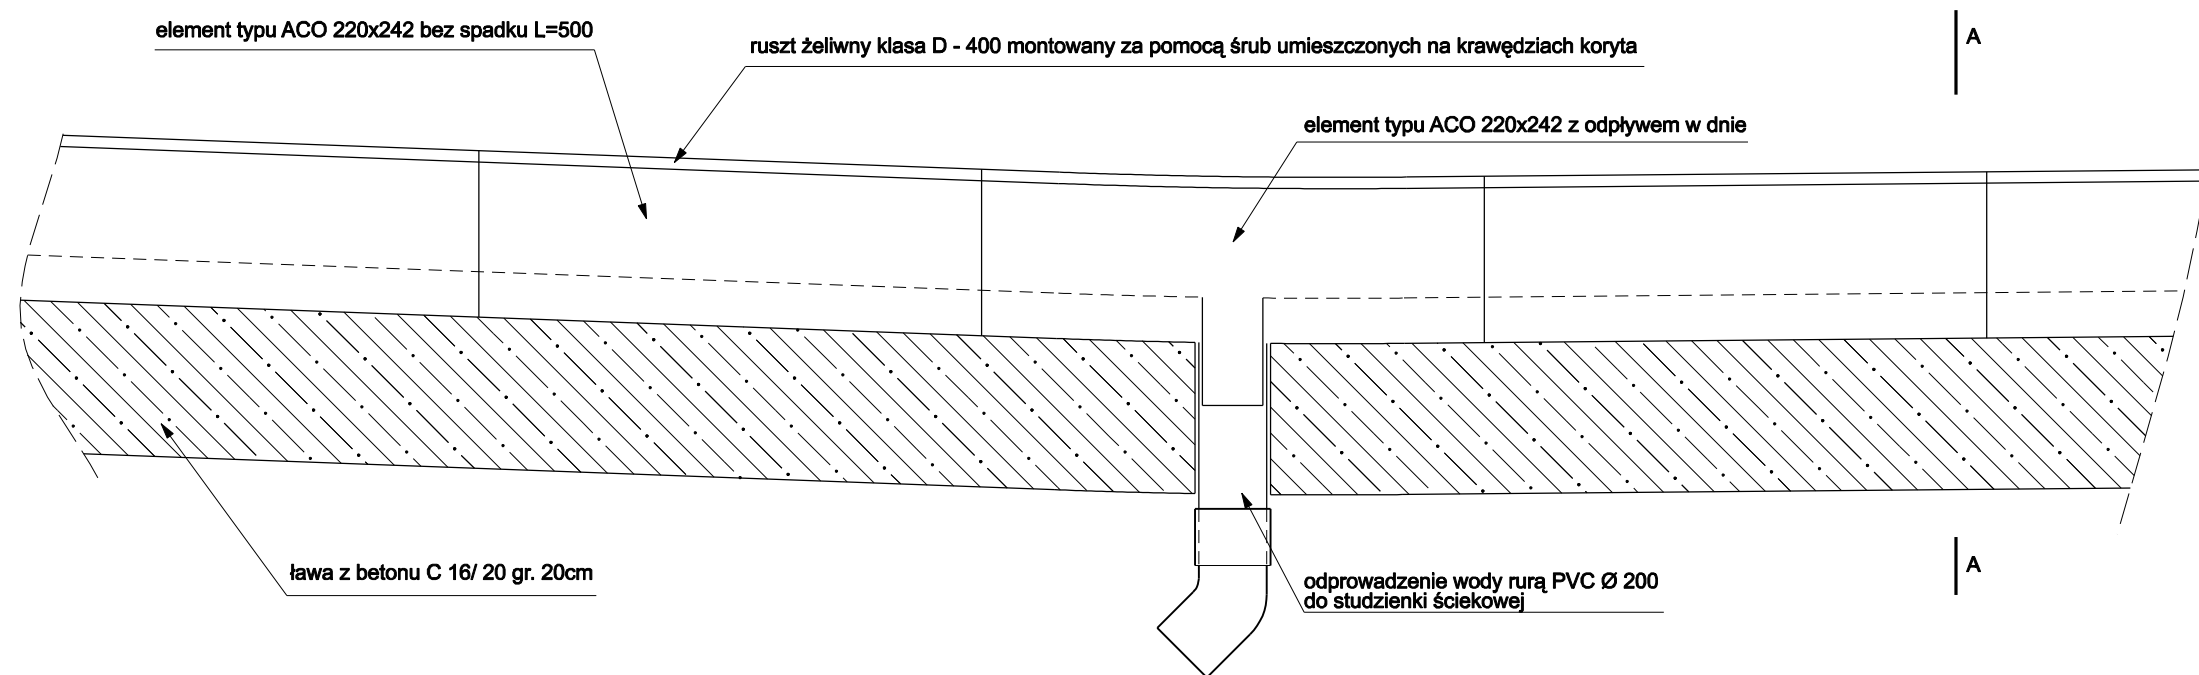 element typu ACO 220x242 bez spadku L=500
ruszt żeliwny klasa D - 400 montowany za pomocą śrub umieszczonych na krawędziach koryta
A
element typu ACO 220x242 z odpływem w dnie
ława z betonu C 16/ 20 gr. 20cm
odprowadzenie wody rurą PVC Ø 200
do studzienki ściekowej
A